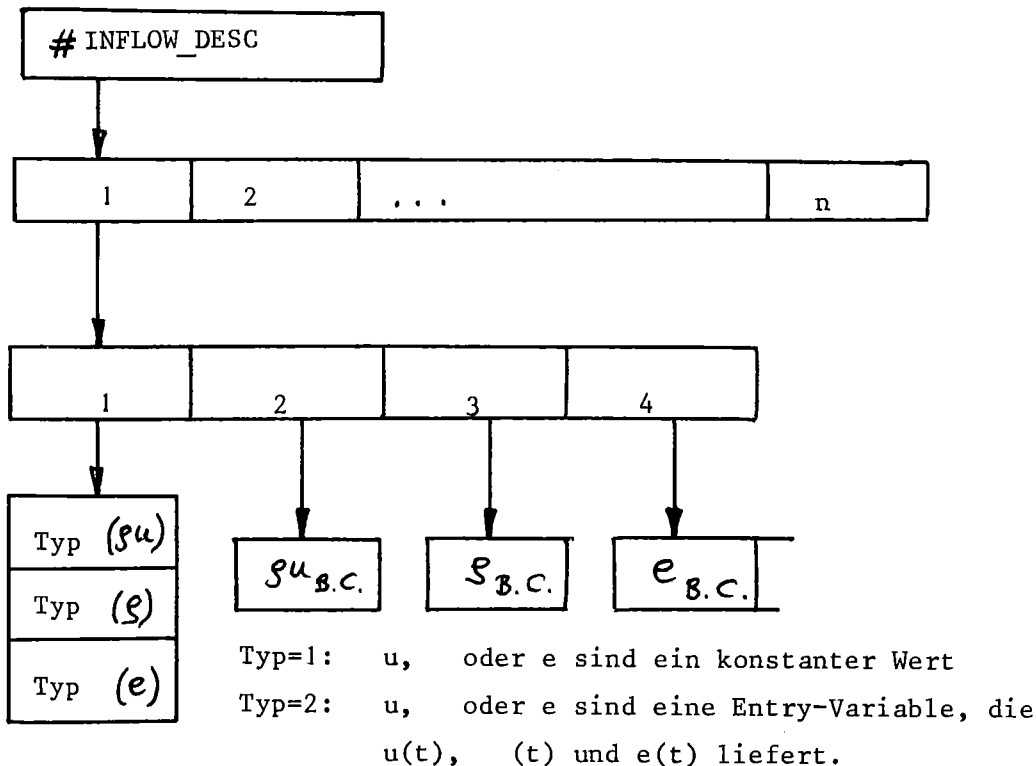 # INFLOW_DESC
1 2 ... n
1 2 3 4
Typ (ρu)
Typ (ρ)
Typ (e)
ρu B.C. ρ B.C. e B.C.
Typ=1: u, oder e sind ein konstanter Wert
Typ=2: u, oder e sind eine Entry-Variable, die
u(t), (t) und e(t) liefert.